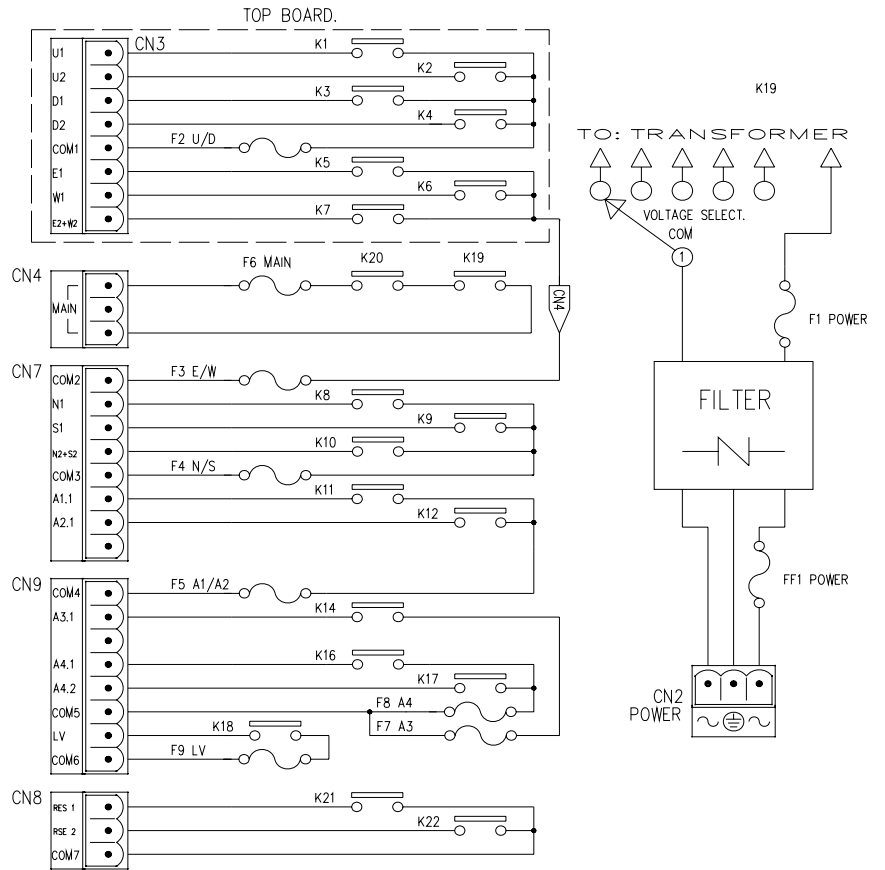 TOP BOARD.
CN3
U1 K1
U2 K2
D1 K3
D2 K4
COM1 F2 U/D
E1 K5
W1 K6
E2+W2 K7
K19
TO: TRANSFORMER
VOLTAGE SELECT.
COM
1
F1 POWER
FILTER
FF1 POWER
CN2
POWER
CN4
MAIN
F6 MAIN K20 K19
CN4
CN7
COM2 F3 E/W
N1 K8
S1 K9
N2+S2 K10
COM3 F4 N/S
A1.1 K11
A2.1 K12
CN9
COM4 F5 A1/A2
A3.1 K14
A4.1 K16
A4.2 K17
COM5 F8 A4
F7 A3
LV K18
COM6 F9 LV
CN8
RES 1 K21
RSE 2 K22
COM7